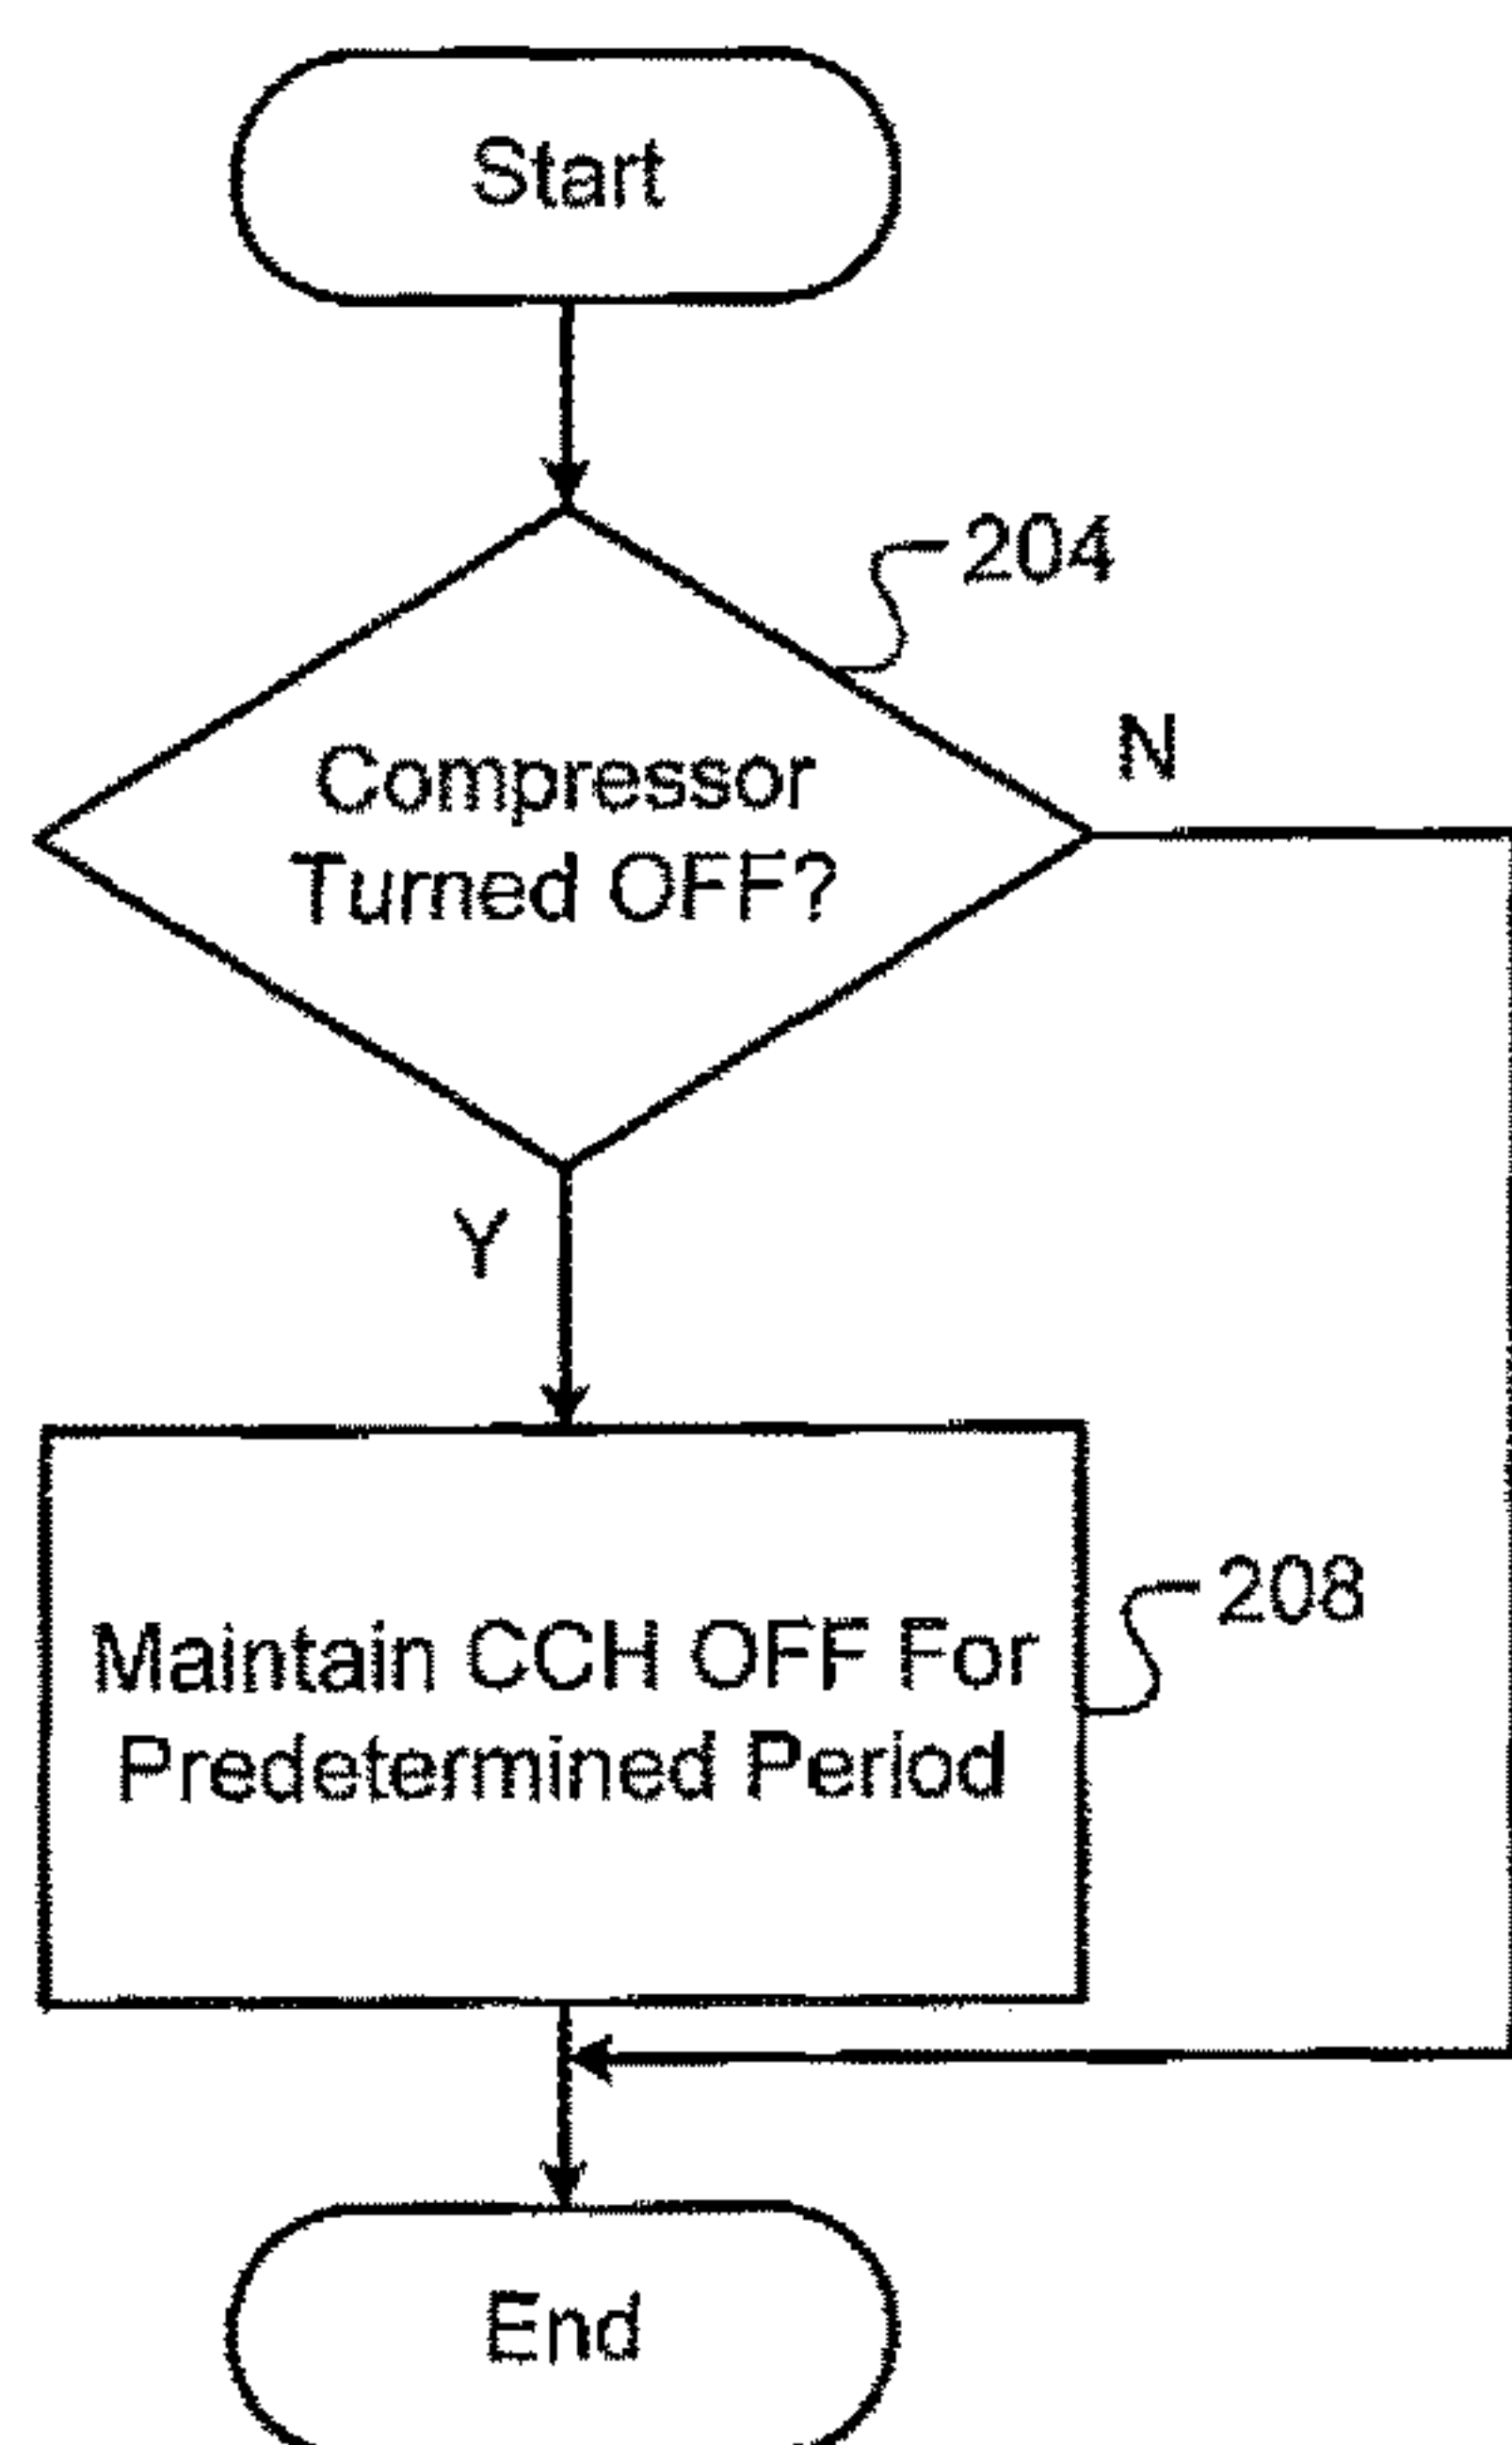 Start
204
N
Compressor
Turned OFF?
Y
208
Maintain CCH OFF For
Predetermined Period
End